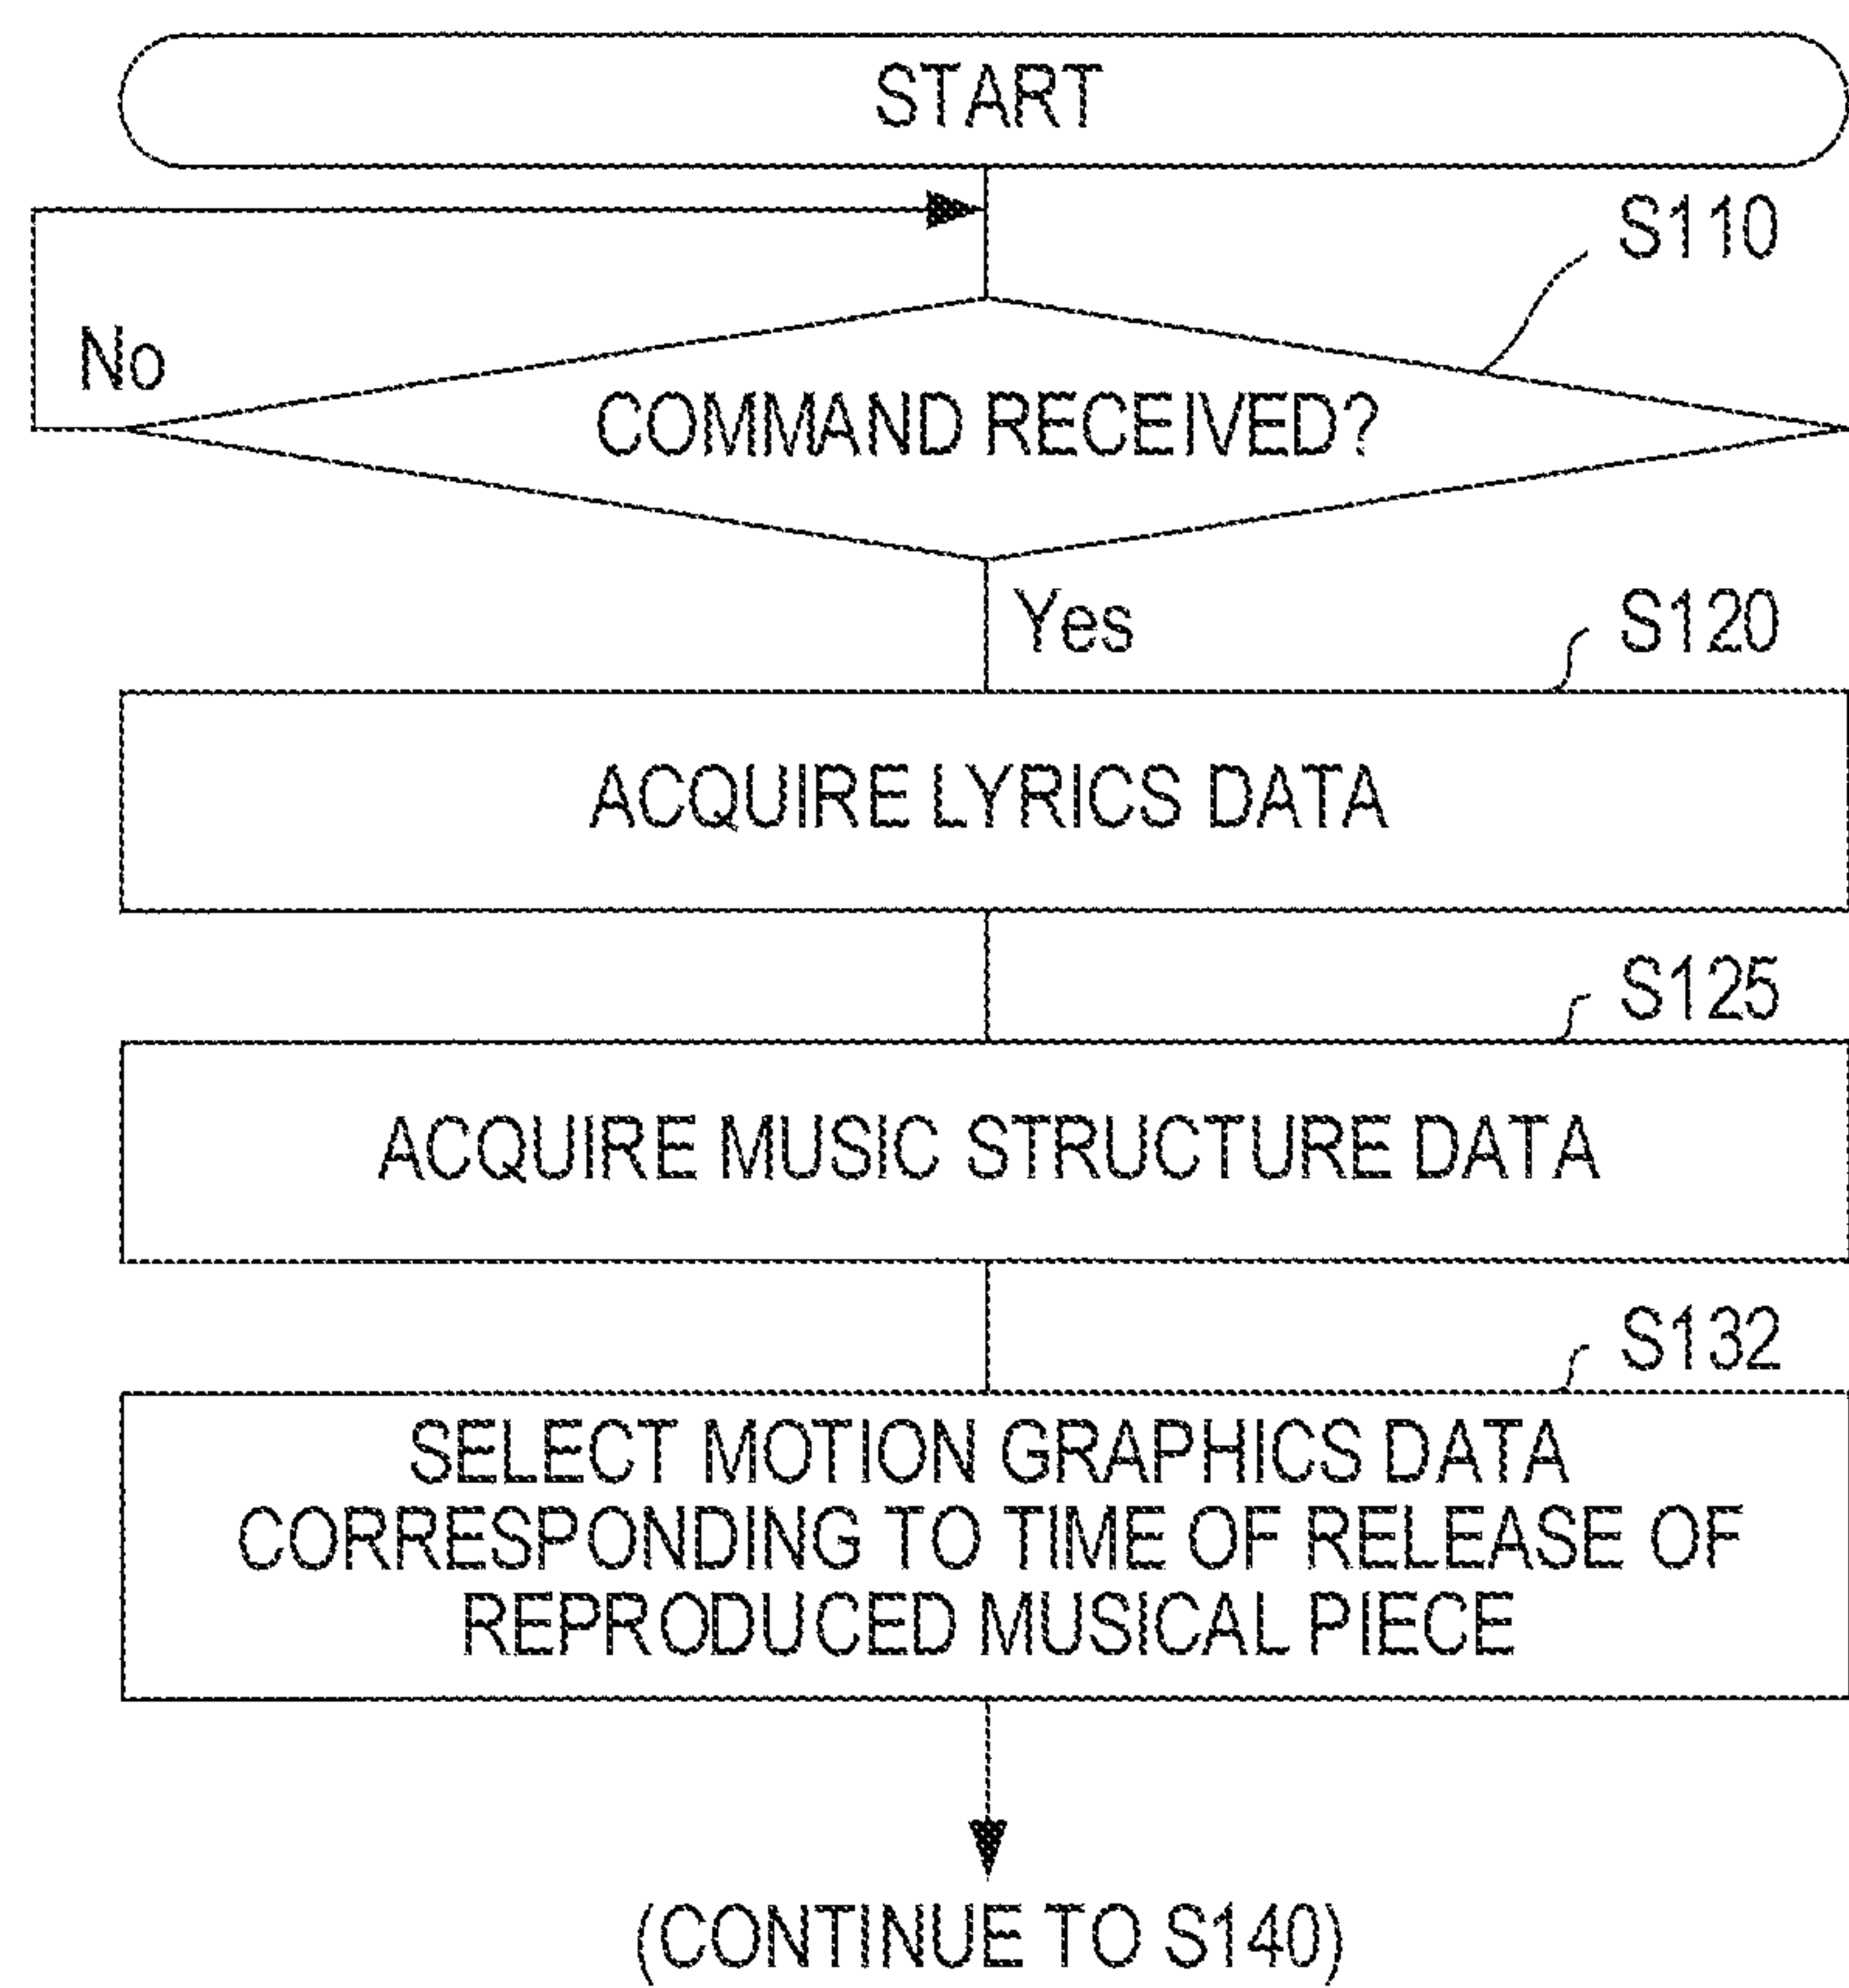 START
S110
No
COMMAND RECEIVED?
Yes
S120
ACQUIRE LYRICS DATA
S125
ACQUIRE MUSIC STRUCTURE DATA
S132
SELECT MOTION GRAPHICS DATA
CORRESPONDING TO TIME OF RELEASE OF
REPRODUCED MUSICAL PIECE
(CONTINUE TO S140)